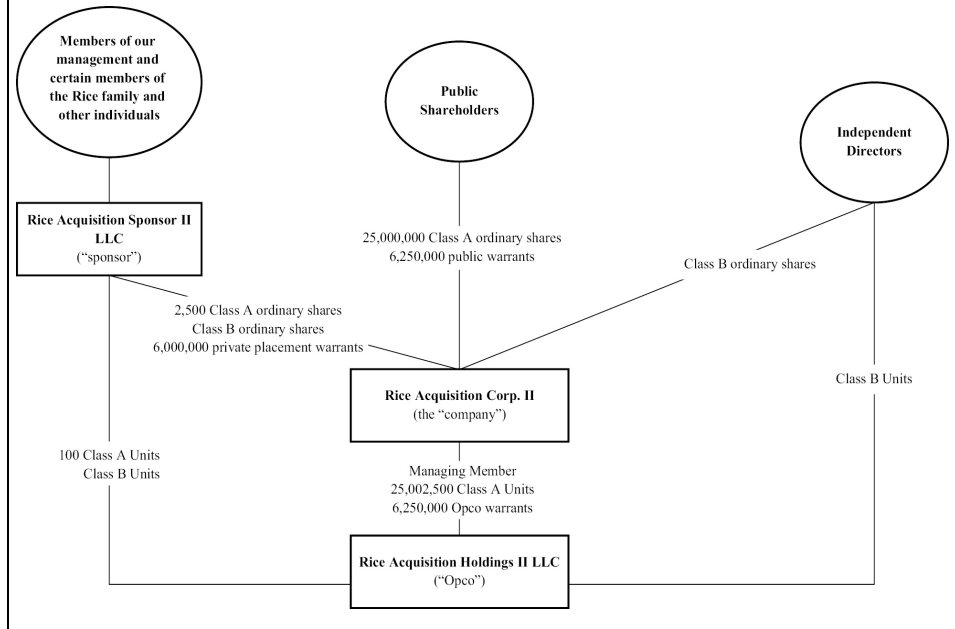 Members of our
management and
certain members of
the Rice family and
other individuals
Public
Shareholders
Independent
Directors
Rice Acquisition Sponsor II
LLC
(“sponsor”)
25,000,000 Class A ordinary shares
6,250,000 public warrants
Class B ordinary shares
2,500 Class A ordinary shares
Class B ordinary shares
6,000,000 private placement warrants
Rice Acquisition Corp. II
(the “company”)
Class B Units
100 Class A Units
Class B Units
Managing Member
25,002,500 Class A Units
6,250,000 Opco warrants
Rice Acquisition Holdings II LLC
(“Opco”)